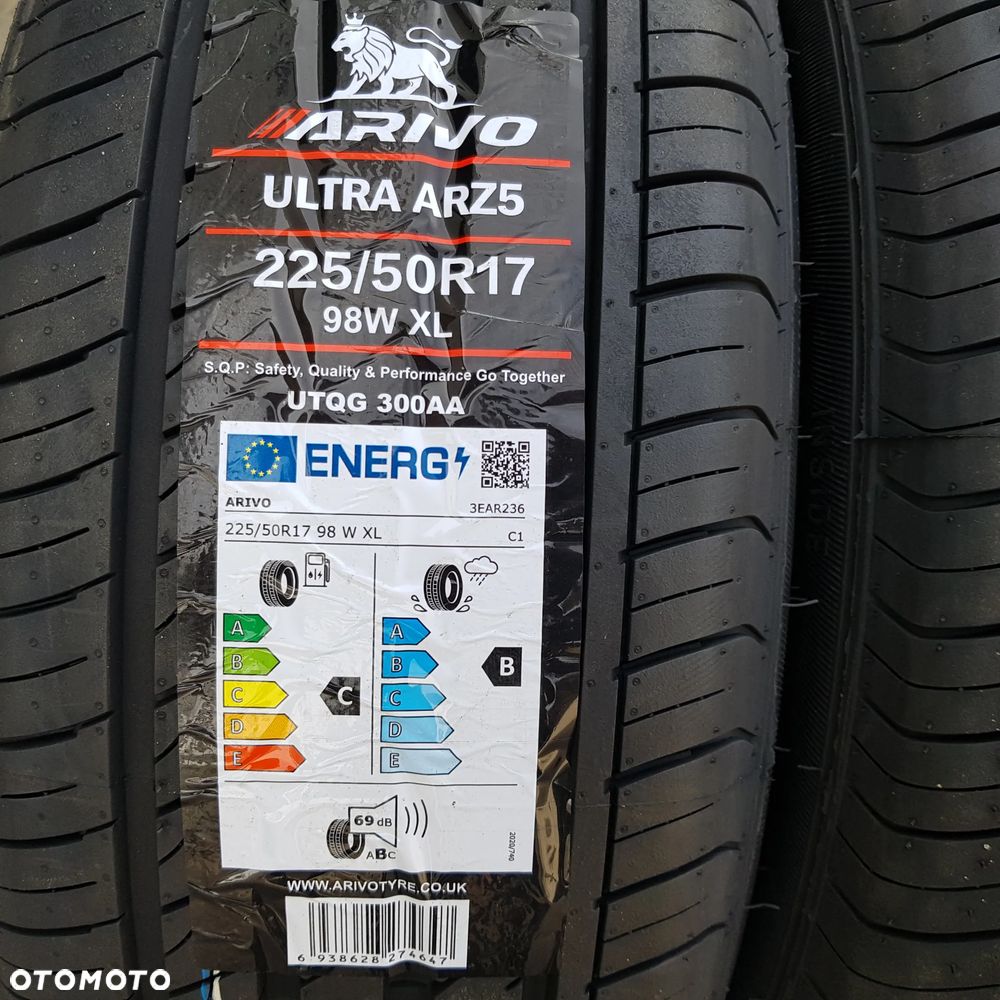 ARIVO
ULTRA ARZ5
225/50R17
98W XL
S.Q.P: Safety, Quality & Performance Go Together
UTQG 300AA
ENERG
ARIVO 3EAR236
225/50R17 98 W XL C1
A A
B B B
C C C
D D
E E
69 dB
ABC
2020/740
WWW.ARIVOTYRE.CO.UK
6 938628 274647
OTOMOTO